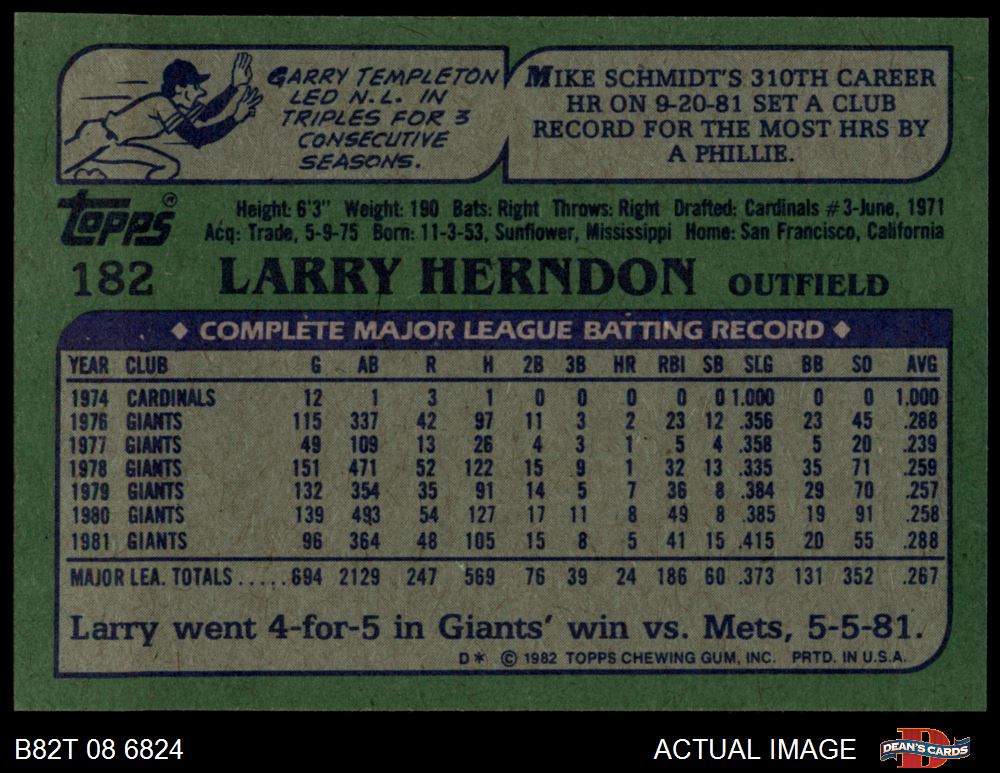 GARRY TEMPLETON
LED N.L. IN
TRIPLES FOR 3
CONSECUTIVE
SEASONS.
MIKE SCHMIDT'S 310TH CAREER
HR ON 9-20-81 SET A CLUB
RECORD FOR THE MOST HRS BY
A PHILLIE.
TOPPS®
Height: 6'3" Weight: 190 Bats: Right Throws: Right Drafted: Cardinals #3-June, 1971
Acq: Trade, 5-9-75 Born: 11-3-53, Sunflower, Mississippi Home: San Francisco, California
182 LARRY HERNDON OUTFIELD
◆ COMPLETE MAJOR LEAGUE BATTING RECORD ◆
YEAR CLUB G AB R H 2B 3B HR RBI SB SLG BB SO AVG
1974 CARDINALS 12 1 3 1 0 0 0 0 0 1.000 0 0 1.000
1976 GIANTS 115 337 42 97 11 3 2 23 12 .356 23 45 .288
1977 GIANTS 49 109 13 26 4 3 1 5 4 .358 5 20 .239
1978 GIANTS 151 471 52 122 15 9 1 32 13 .335 35 71 .259
1979 GIANTS 132 354 35 91 14 5 7 36 8 .384 29 70 .257
1980 GIANTS 139 493 54 127 17 11 8 49 8 .385 19 91 .258
1981 GIANTS 96 364 48 105 15 8 5 41 15 .415 20 55 .288
MAJOR LEA. TOTALS.....694 2129 247 569 76 39 24 186 60 .373 131 352 .267
Larry went 4-for-5 in Giants' win vs. Mets, 5-5-81.
D* © 1982 TOPPS CHEWING GUM, INC. PRTD. IN U.S.A.
B82T 08 6824
ACTUAL IMAGE
D
DEAN'S CARDS